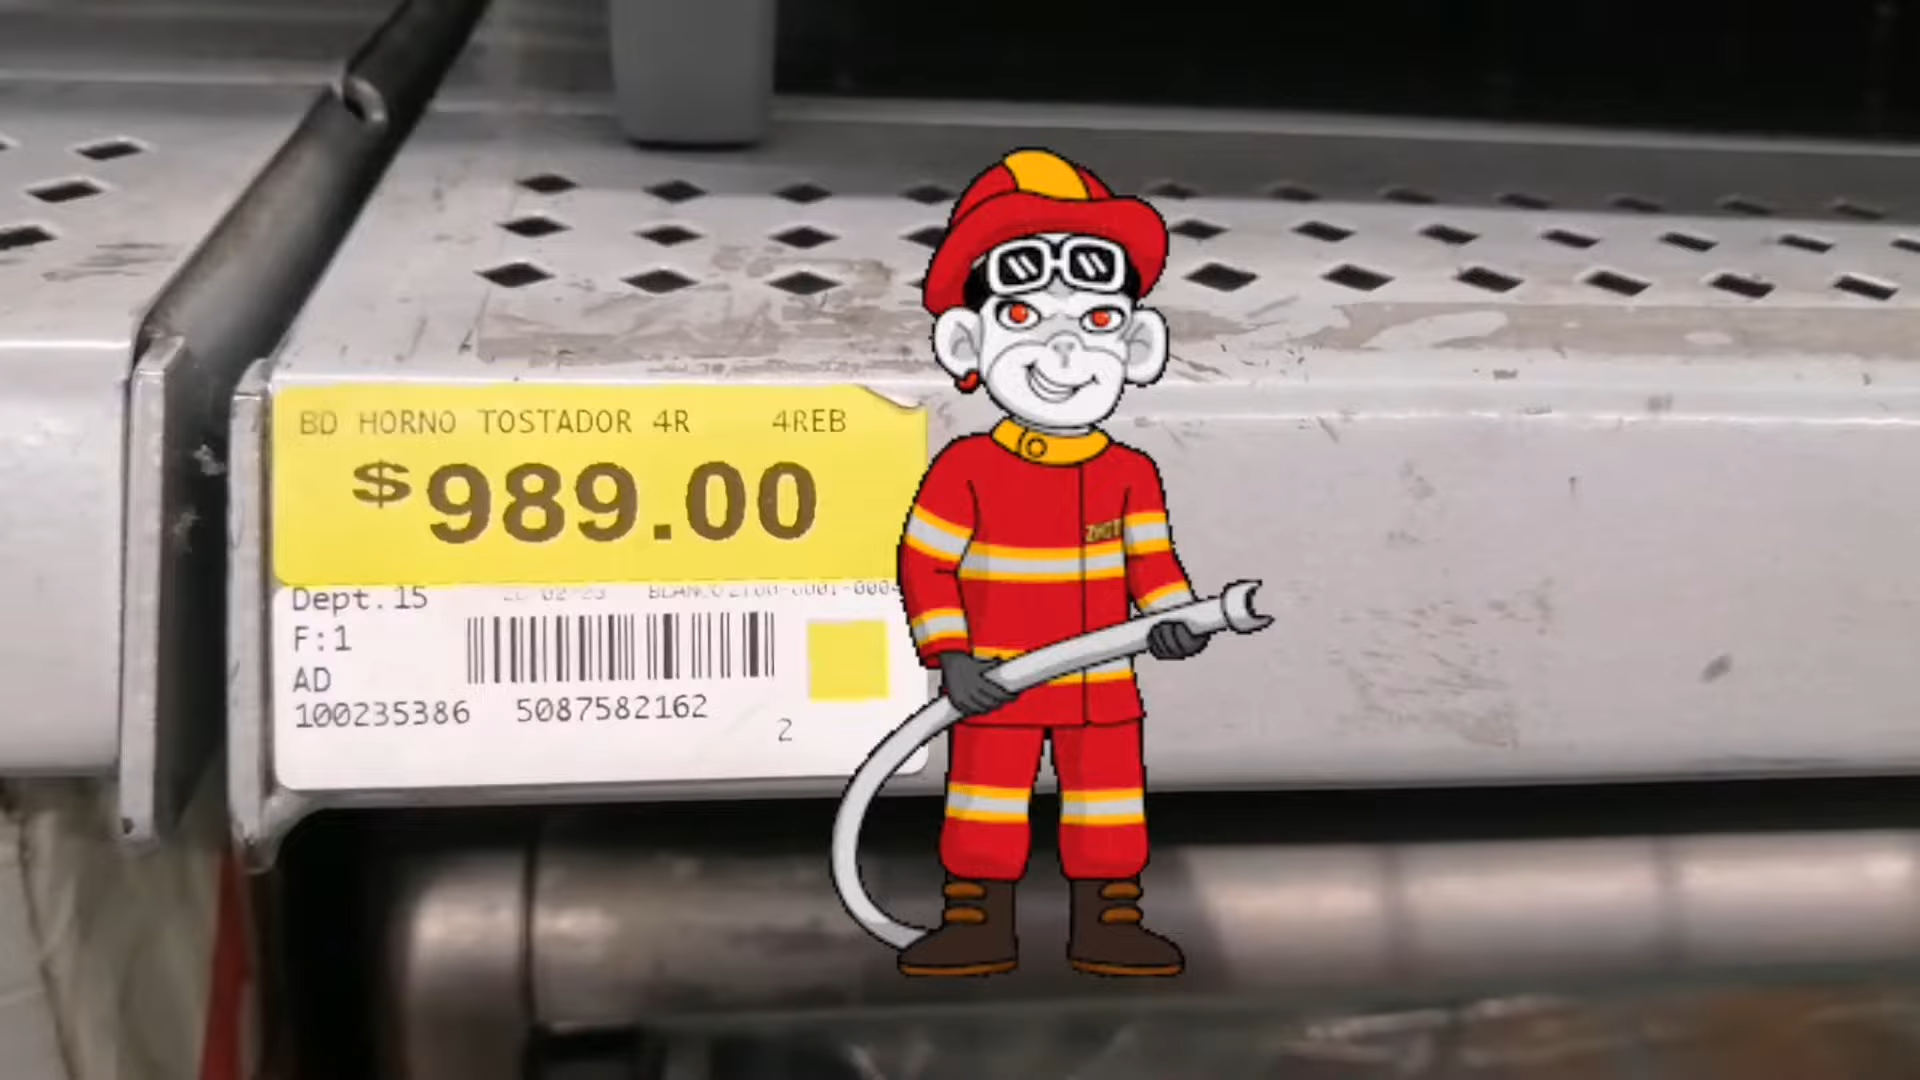 BD HORNO TOSTADOR 4R 4REB
$989.00
Dept.15
F:1
AD
100235386 5087582162
2